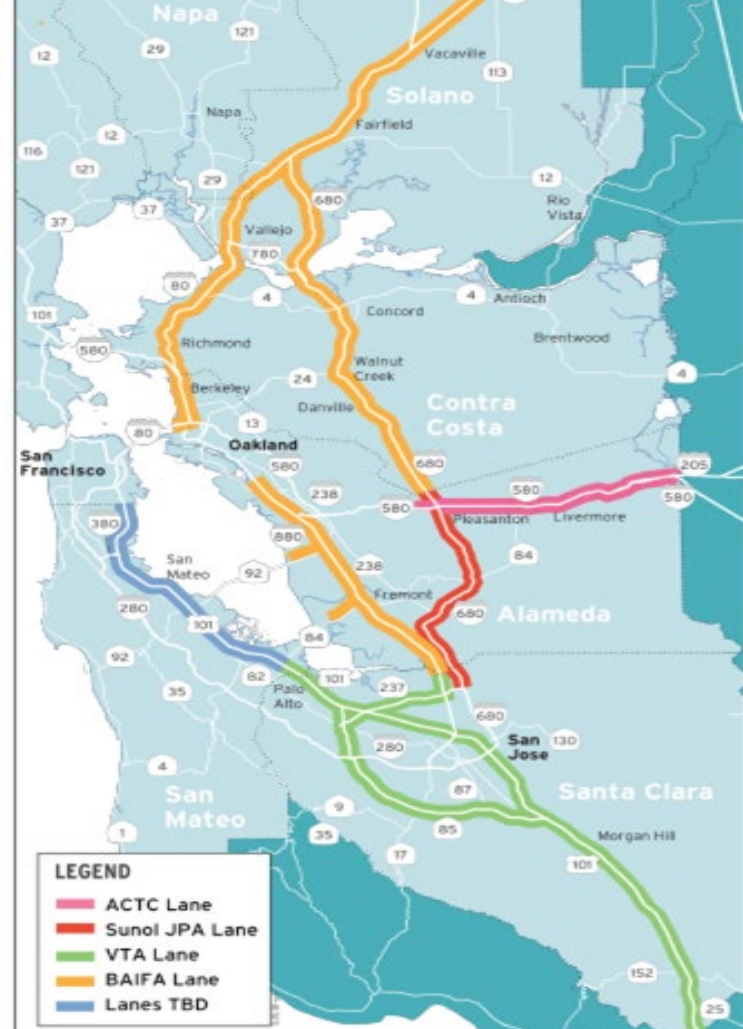 Napa
121
12
29
Vacaville
113
Solano
Napa
Fairfield
12
116
121
29
12
680
Rio
Vista
37
37
Vallejo
780
80
4
4
Antioch
101
Concord
580
Richmond
Brentwood
Walnut
Creek
24
4
Berkeley
Danville
Contra
Costa
13
80
Oakland
San
Francisco
580
680
205
238
580
580
580
Pleasanton
Livermore
380
880
84
San
Mateo
92
238
Fremont
280
101
680
Alameda
84
92
82
101
237
Palo
Alto
35
680
280
San
Jose
130
4
87
Santa Clara
San
Mateo
9
1
35
85
Morgan Hill
17
101
LEGEND
ACTC Lane
Sunol JPA Lane
VTA Lane
BAIFA Lane
Lanes TBD
152
25